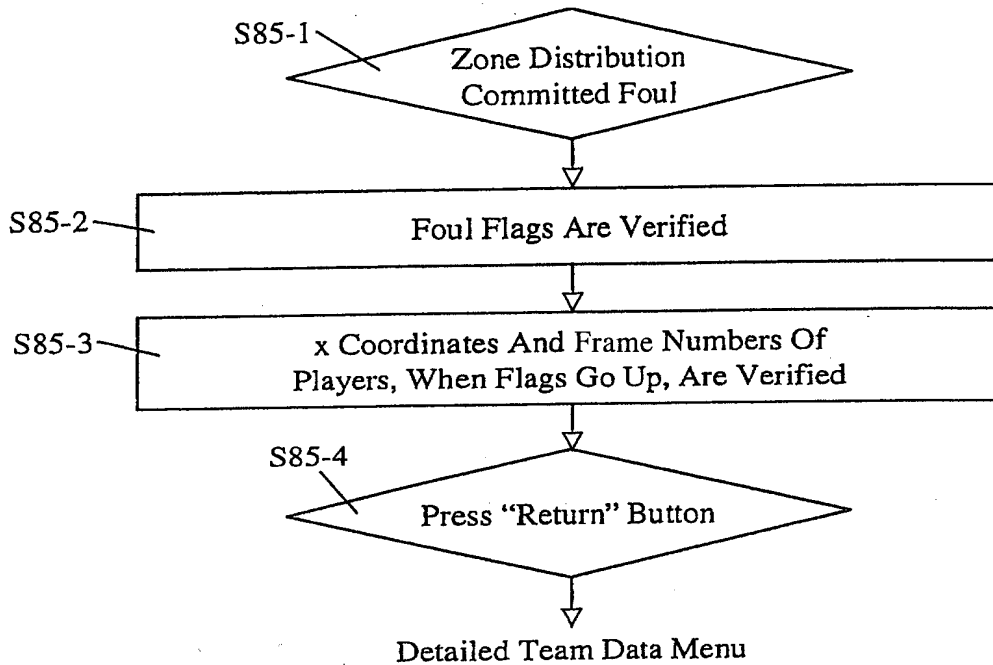 S85-1
Zone Distribution
Committed Foul
S85-2
Foul Flags Are Verified
S85-3
x Coordinates And Frame Numbers Of
Players, When Flags Go Up, Are Verified
S85-4
Press “Return” Button
Detailed Team Data Menu